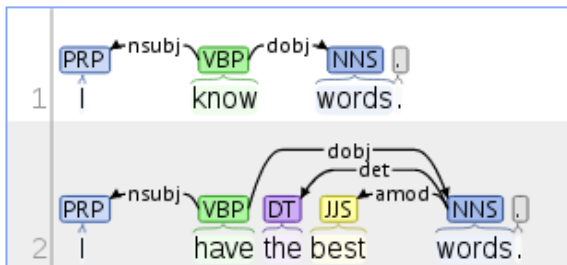 nsubj dobj
PRP VBP NNS .
1 I know words.
dobj
det
nsubj amod
PRP VBP DT JJS NNS .
2 I have the best words.